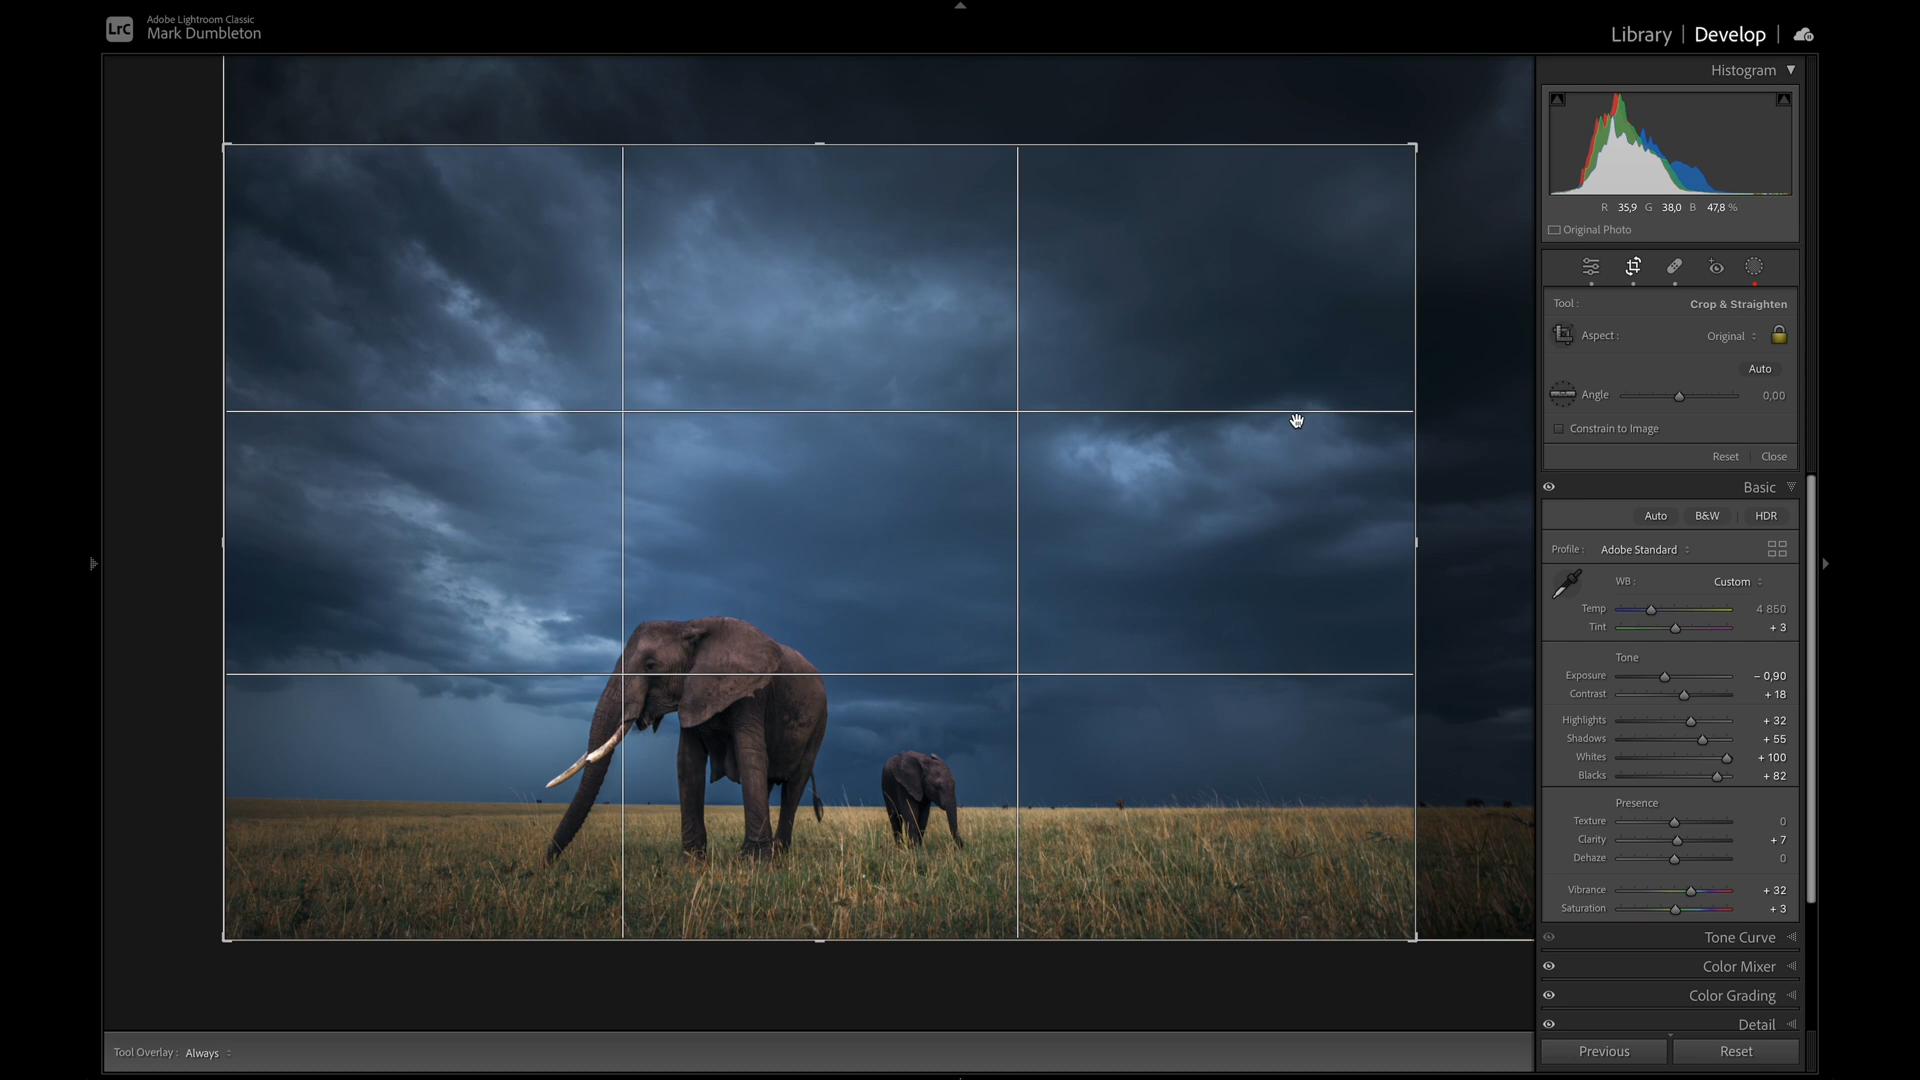 LrC
Adobe Lightroom Classic
Mark Dumbleton
Library | Develop |
Histogram
R 35,9 G 38,0 B 47,8 %
Original Photo
Tool : Crop & Straighten
Aspect : Original
Auto
Angle 0,00
Constrain to Image
Reset Close
Basic
Auto B&W | HDR
Profile : Adobe Standard
WB : Custom
Temp 4 850
Tint + 3
Tone
Exposure – 0,90
Contrast + 18
Highlights + 32
Shadows + 55
Whites + 100
Blacks + 82
Presence
Texture 0
Clarity + 7
Dehaze 0
Vibrance + 32
Saturation + 3
Tone Curve
Color Mixer
Color Grading
Detail
Tool Overlay : Always
Previous Reset